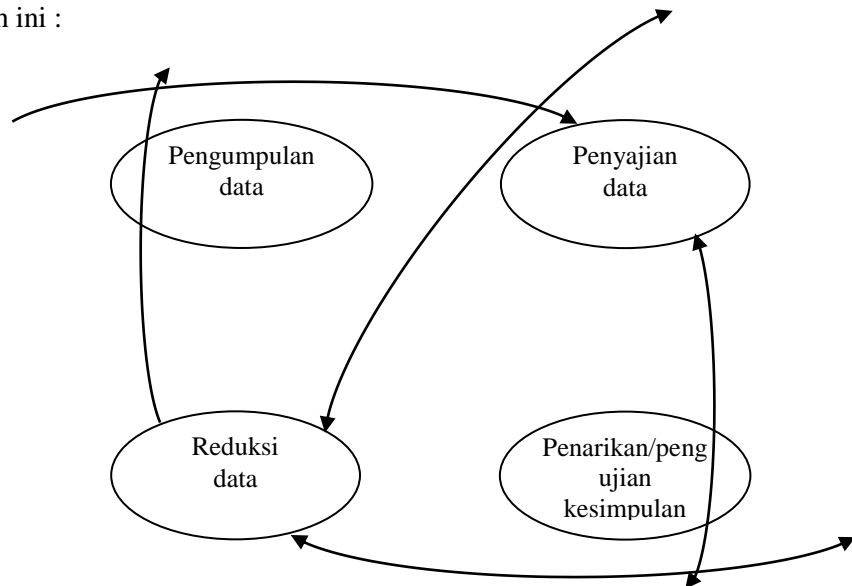 n ini :
Pengumpulan
data
Penyajian
data
Reduksi
data
Penarikan/peng
ujian
kesimpulan